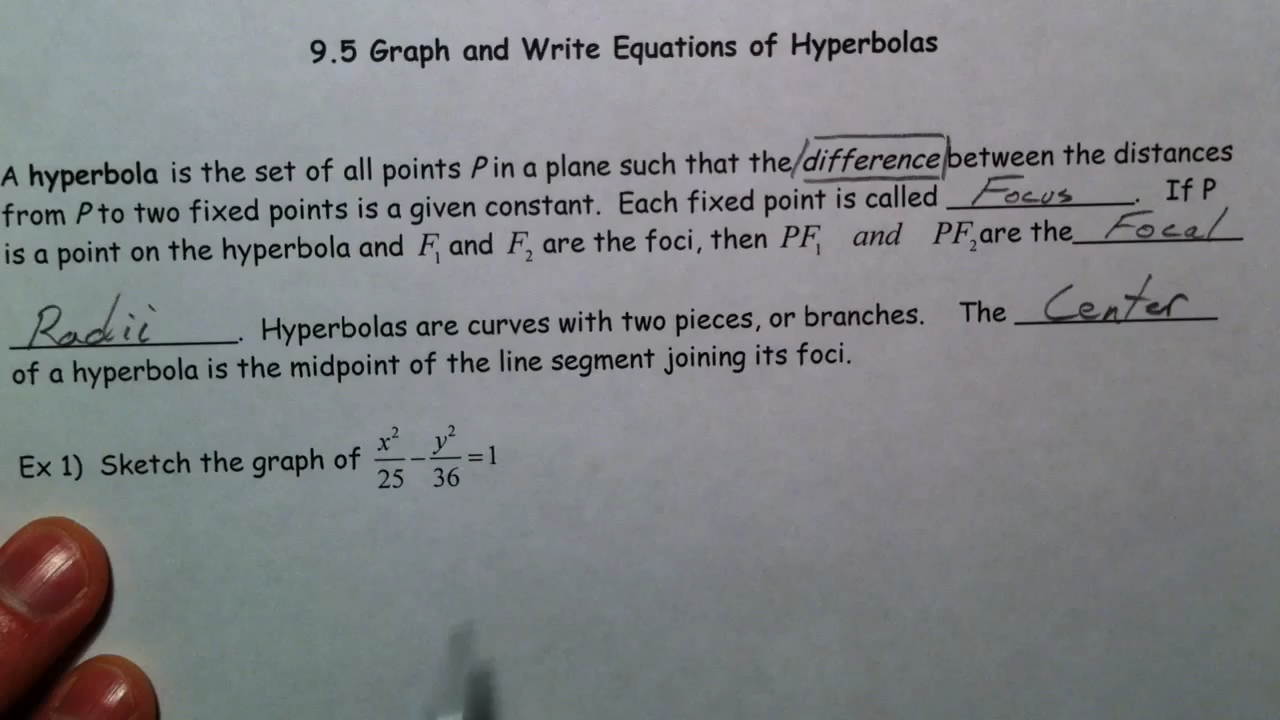 9.5 Graph and Write Equations of Hyperbolas
A hyperbola is the set of all points P in a plane such that the difference between the distances
from P to two fixed points is a given constant. Each fixed point is called Focus. If P
is a point on the hyperbola and F₁ and F₂ are the foci, then PF₁ and PF₂ are the Focal
Radii. Hyperbolas are curves with two pieces, or branches. The Center
of a hyperbola is the midpoint of the line segment joining its foci.
Ex 1) Sketch the graph of x²/25 - y²/36 = 1